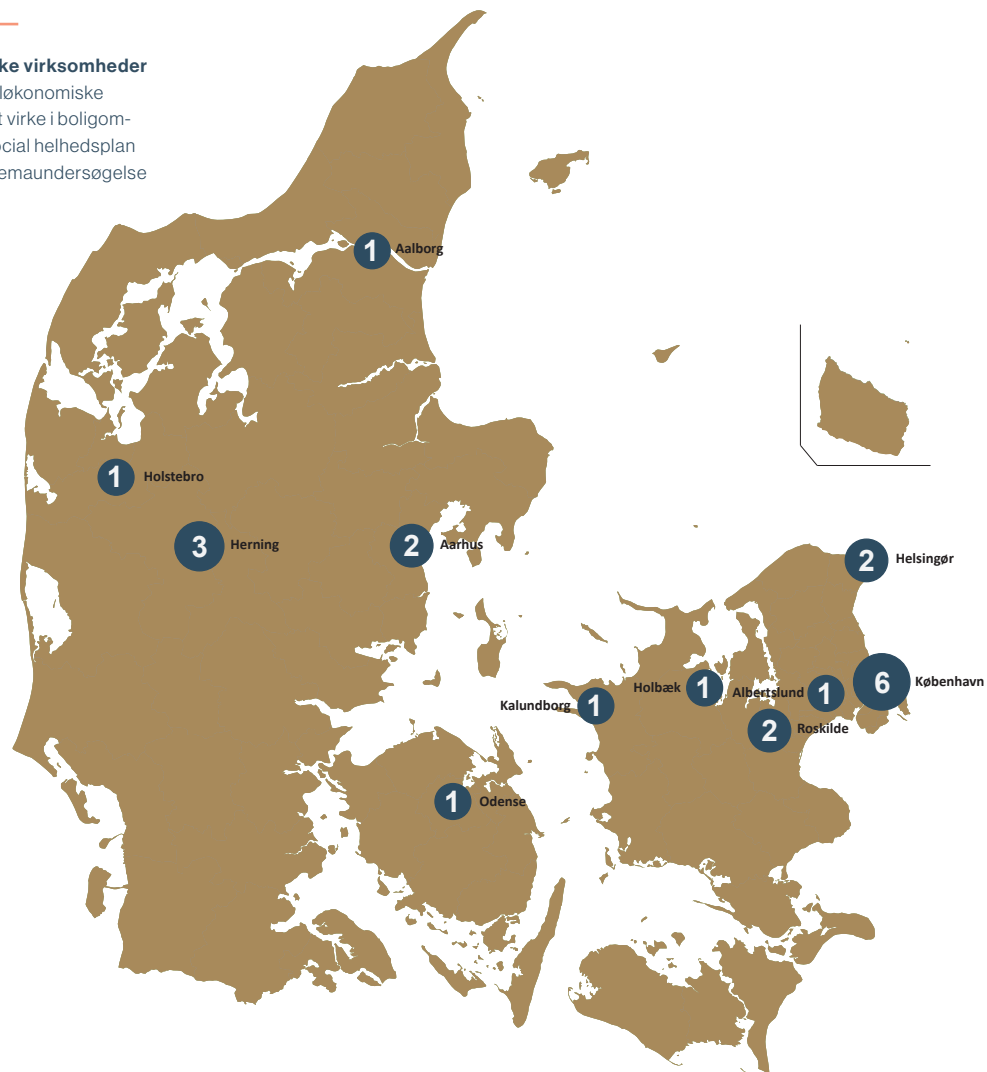 ke virksomheder
løkonomiske
t virke i boligom-
ocial helhedsplan
emaundersøgelse
1 Aalborg
1 Holstebro
3 Herning
2 Aarhus
2 Helsingør
6 København
Holbæk 1
Albertslund 1
Kalundborg 1
2 Roskilde
1 Odense